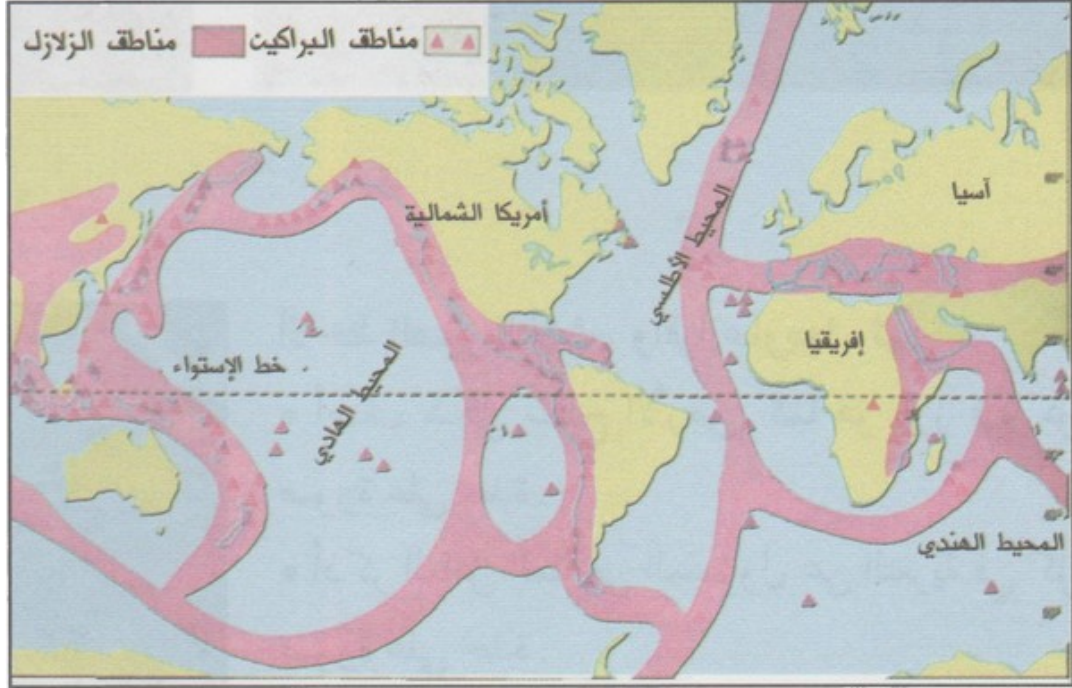 مناطق البراكين
مناطق الزلازل
آسيا
أمريكا الشمالية
المحيط الأطلسي
إفريقيا
خط الإستواء
المحيط الهادي
المحيط الهندي